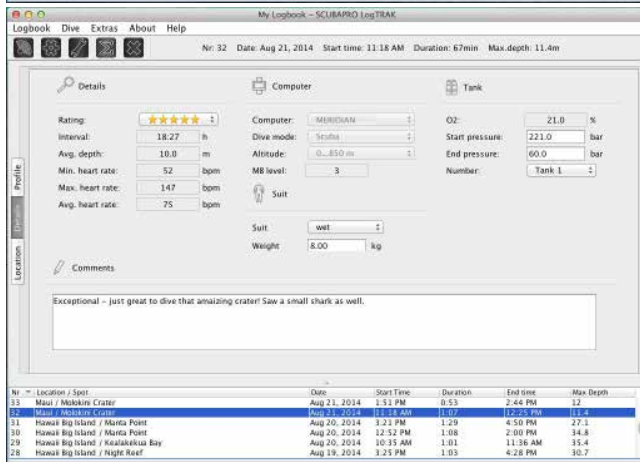 My Logbook – SCUBAPRO LogTRAK
Logbook Dive Extras About Help
Nr: 32 Date: Aug 21, 2014 Start time: 11:18 AM Duration: 67min Max.depth: 11.4m
Details Computer Tank
Rating: Computer: MERIDIAN O2: 21.0 %
Interval: 18:27 h Dive mode: Scuba Start pressure: 221.0 bar
Avg. depth: 10.0 m Altitude: 0...850 m End pressure: 60.0 bar
Min. heart rate: 52 bpm MB level: 3 Number: Tank 1
Max. heart rate: 147 bpm
Suit
Avg. heart rate: 75 bpm
Suit wet
Weight 8.00 kg
Profile
Details
Location
Comments
Exceptional – just great to dive that amaizing crater! Saw a small shark as well.
Nr Location / Spot Date Start Time Duration End time Max Depth
33 Maui / Molokini Crater Aug 21, 2014 1:51 PM 0:53 2:44 PM 12
32 Maui / Molokini Crater Aug 21, 2014 11:18 AM 1:07 12:25 PM 11.4
31 Hawaii Big Island / Manta Point Aug 20, 2014 3:21 PM 1:29 4:50 PM 27.1
30 Hawaii Big Island / Manta Point Aug 20, 2014 12:52 PM 1:08 2:00 PM 34.8
29 Hawaii Big Island / Kealakekua Bay Aug 20, 2014 10:35 AM 1:01 11:36 AM 35.4
28 Hawaii Big Island / Night Reef Aug 19, 2014 3:25 PM 1:03 4:28 PM 30.7